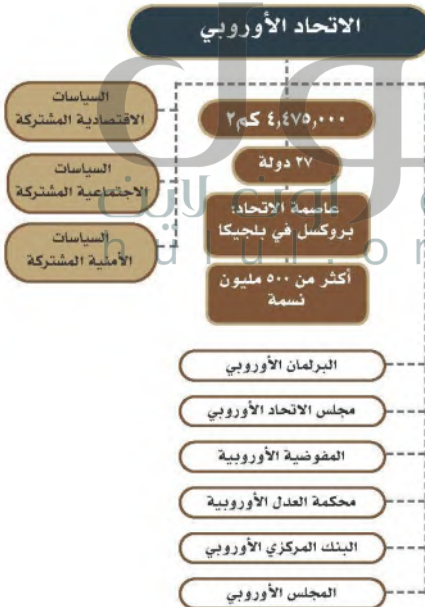 الاتحاد الأوروبي
٤,٤٧٥,٠٠٠ كم٢
٢٧ دولة
عاصمة الاتحاد:
بروكسل في بلجيكا
أكثر من ٥٠٠ مليون
نسمة
السياسات
الاقتصادية المشتركة
السياسات
الاجتماعية المشتركة
السياسات
الأمنية المشتركة
البرلمان الأوروبي
مجلس الاتحاد الأوروبي
المفوضية الأوروبية
محكمة العدل الأوروبية
البنك المركزي الأوروبي
المجلس الأوروبي